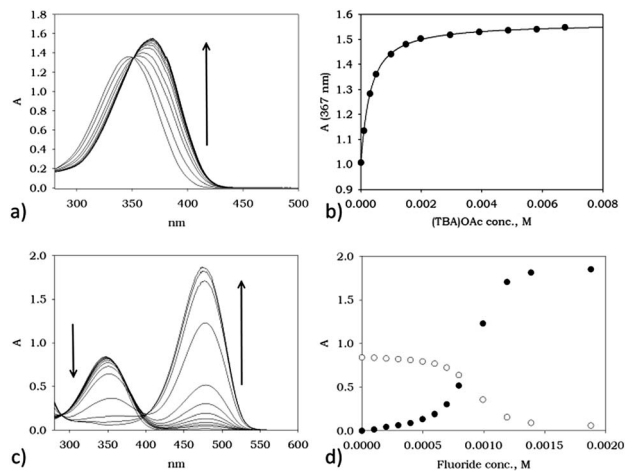 1.8
1.6
1.4
1.2
1.0
0.8
0.6
0.4
0.2
0.0
A
300 350 400 450 500
nm
a)
1.6
1.5
1.4
1.3
1.2
1.1
1.0
0.9
A (367 nm)
0.000 0.002 0.004 0.006 0.008
(TBA)OAc conc., M
b)
2.0
1.5
1.0
0.5
0.0
A
300 350 400 450 500 550 600
nm
c)
2.0
1.5
1.0
0.5
0.0
A
0.0000 0.0005 0.0010 0.0015 0.0020
Fluoride conc., M
d)